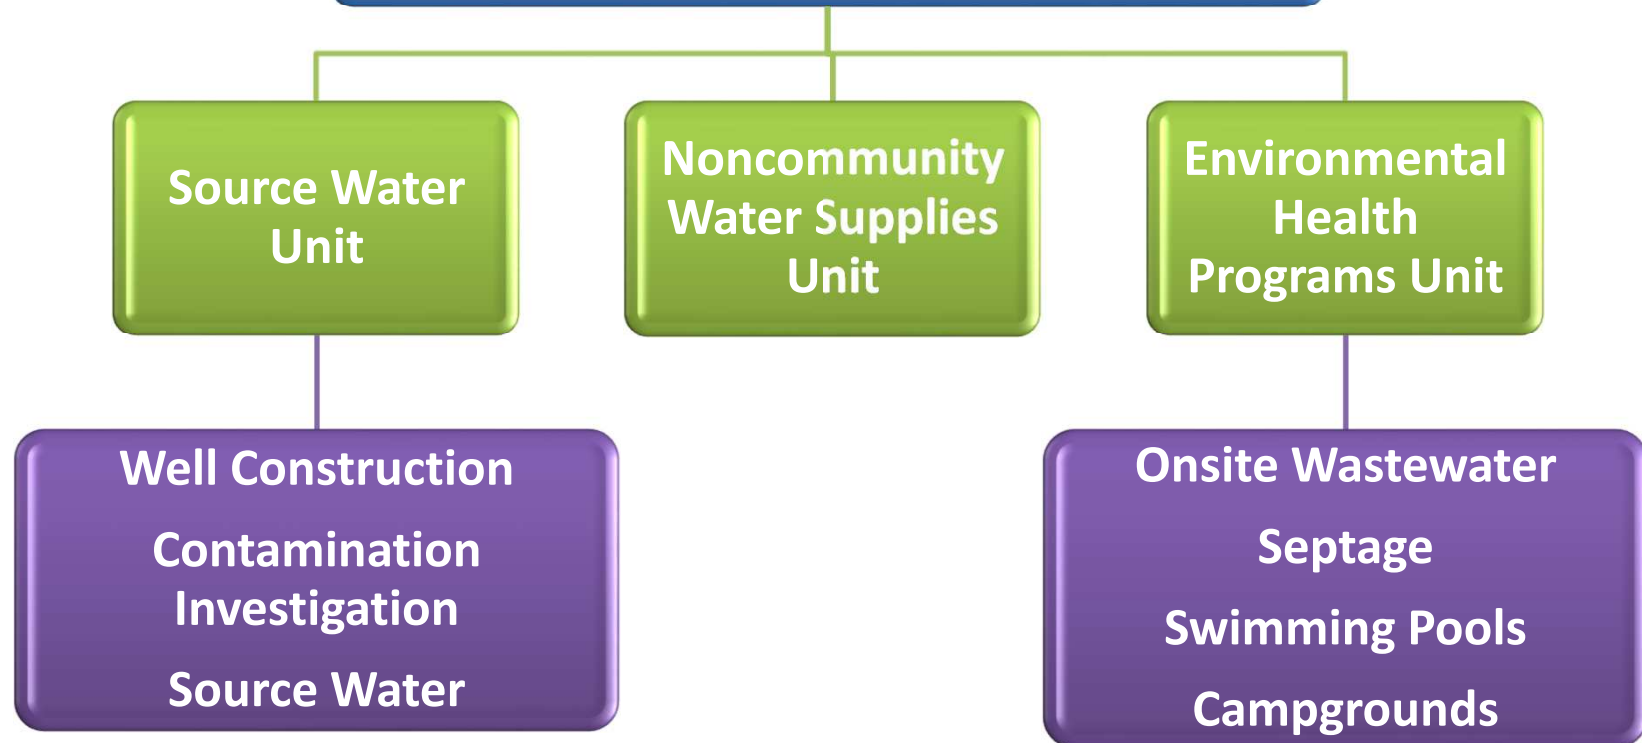 Source Water
Unit
Noncommunity
Water Supplies
Unit
Environmental
Health
Programs Unit
Well Construction
Contamination
Investigation
Source Water
Onsite Wastewater
Septage
Swimming Pools
Campgrounds